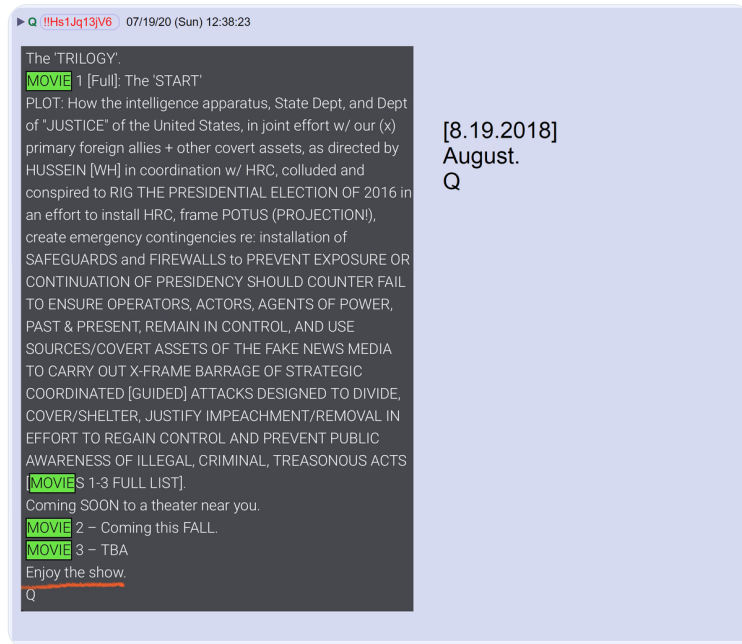 ▶ Q !!Hs1Jq13jV6 07/19/20 (Sun) 12:38:23
The 'TRILOGY'.
MOVIE 1 [Full]: The 'START'
PLOT: How the intelligence apparatus, State Dept, and Dept
of "JUSTICE" of the United States, in joint effort w/ our (x)
primary foreign allies + other covert assets, as directed by
HUSSEIN [WH] in coordination w/ HRC, colluded and
conspired to RIG THE PRESIDENTIAL ELECTION OF 2016 in
an effort to install HRC, frame POTUS (PROJECTION!),
create emergency contingencies re: installation of
SAFEGUARDS and FIREWALLS to PREVENT EXPOSURE OR
CONTINUATION OF PRESIDENCY SHOULD COUNTER FAIL
TO ENSURE OPERATORS, ACTORS, AGENTS OF POWER,
PAST & PRESENT, REMAIN IN CONTROL, AND USE
SOURCES/COVERT ASSETS OF THE FAKE NEWS MEDIA
TO CARRY OUT X-FRAME BARRAGE OF STRATEGIC
COORDINATED [GUIDED] ATTACKS DESIGNED TO DIVIDE,
COVER/SHELTER, JUSTIFY IMPEACHMENT/REMOVAL IN
EFFORT TO REGAIN CONTROL AND PREVENT PUBLIC
AWARENESS OF ILLEGAL, CRIMINAL, TREASONOUS ACTS
[MOVIES 1-3 FULL LIST].
Coming SOON to a theater near you.
MOVIE 2 – Coming this FALL.
MOVIE 3 – TBA
Enjoy the show.
Q
[8.19.2018]
August.
Q